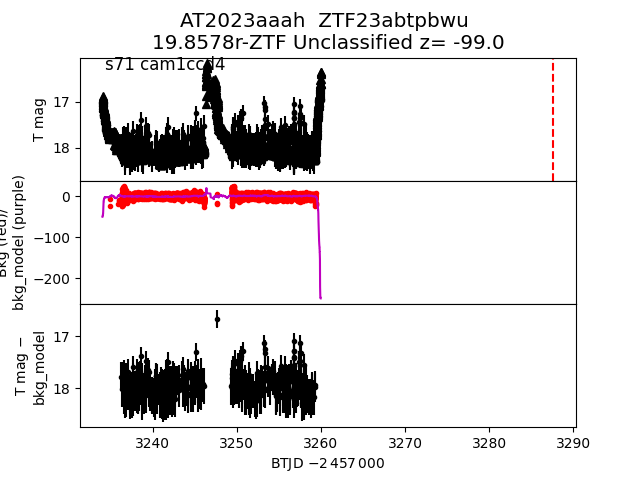 AT2023aaah  ZTF23abtpbwu
19.8578r-ZTF Unclassified z= -99.0
s71 cam1ccd4
T mag
17
18
Bkg (red)/
bkg_model (purple)
0
−100
−200
T mag −
bkg_model
17
18
3240
3250
3260
3270
3280
3290
BTJD −2 457 000